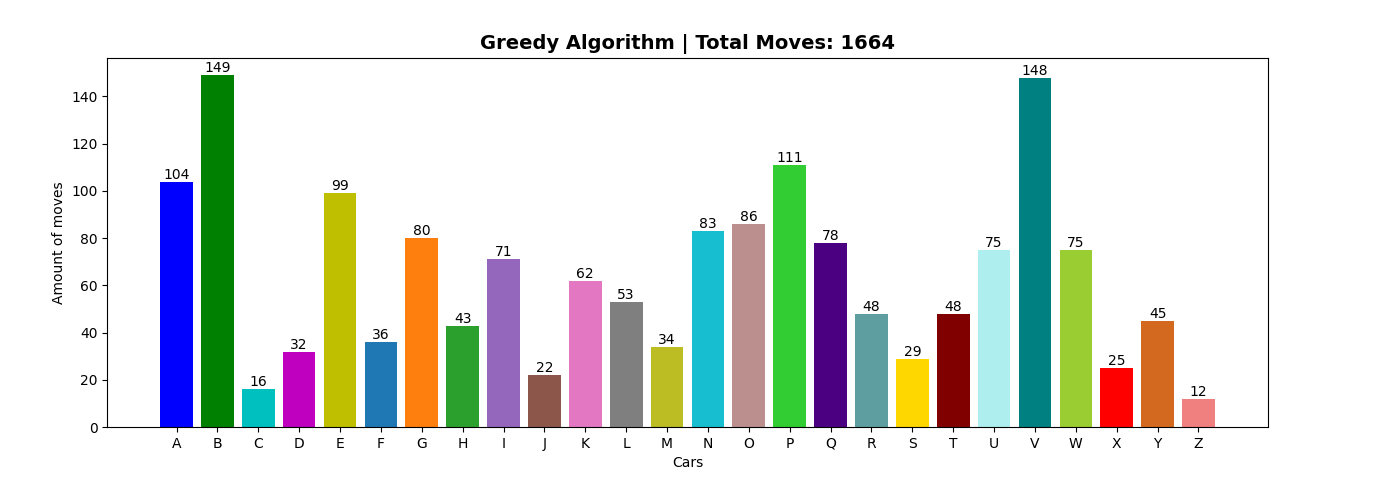 Greedy Algorithm | Total Moves: 1664
Amount of moves
140
120
100
80
60
40
20
0
104 149 16 32 99 36 80 43 71 22 62 53 34 83 86 111 78 48 29 48 75 148 75 25 45 12
A B C D E F G H I J K L M N O P Q R S T U V W X Y Z
Cars